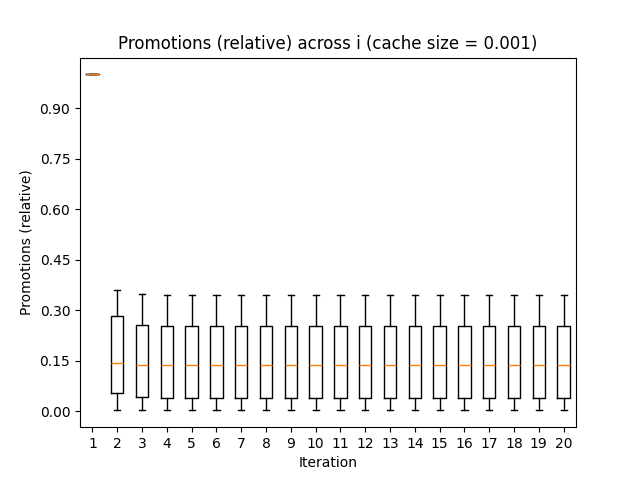 Promotions (relative) across i (cache size = 0.001)
Promotions (relative)
0.90
0.75
0.60
0.45
0.30
0.15
0.00
1 2 3 4 5 6 7 8 9 10 11 12 13 14 15 16 17 18 19 20
Iteration